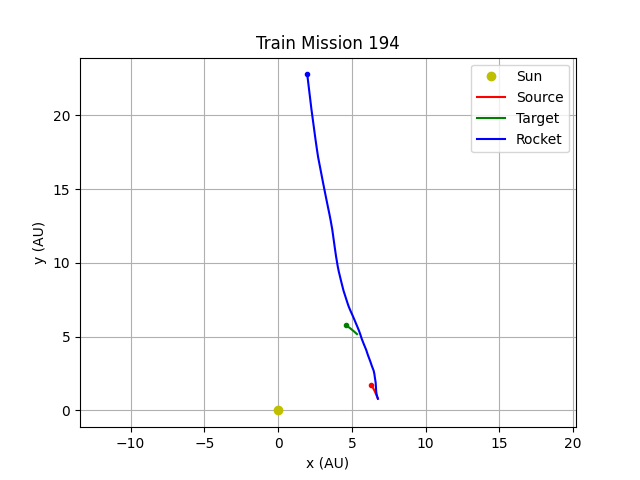 Train Mission 194
Sun
Source
Target
Rocket
20
15
10
5
0
y (AU)
−10
−5
0
5
10
15
20
x (AU)